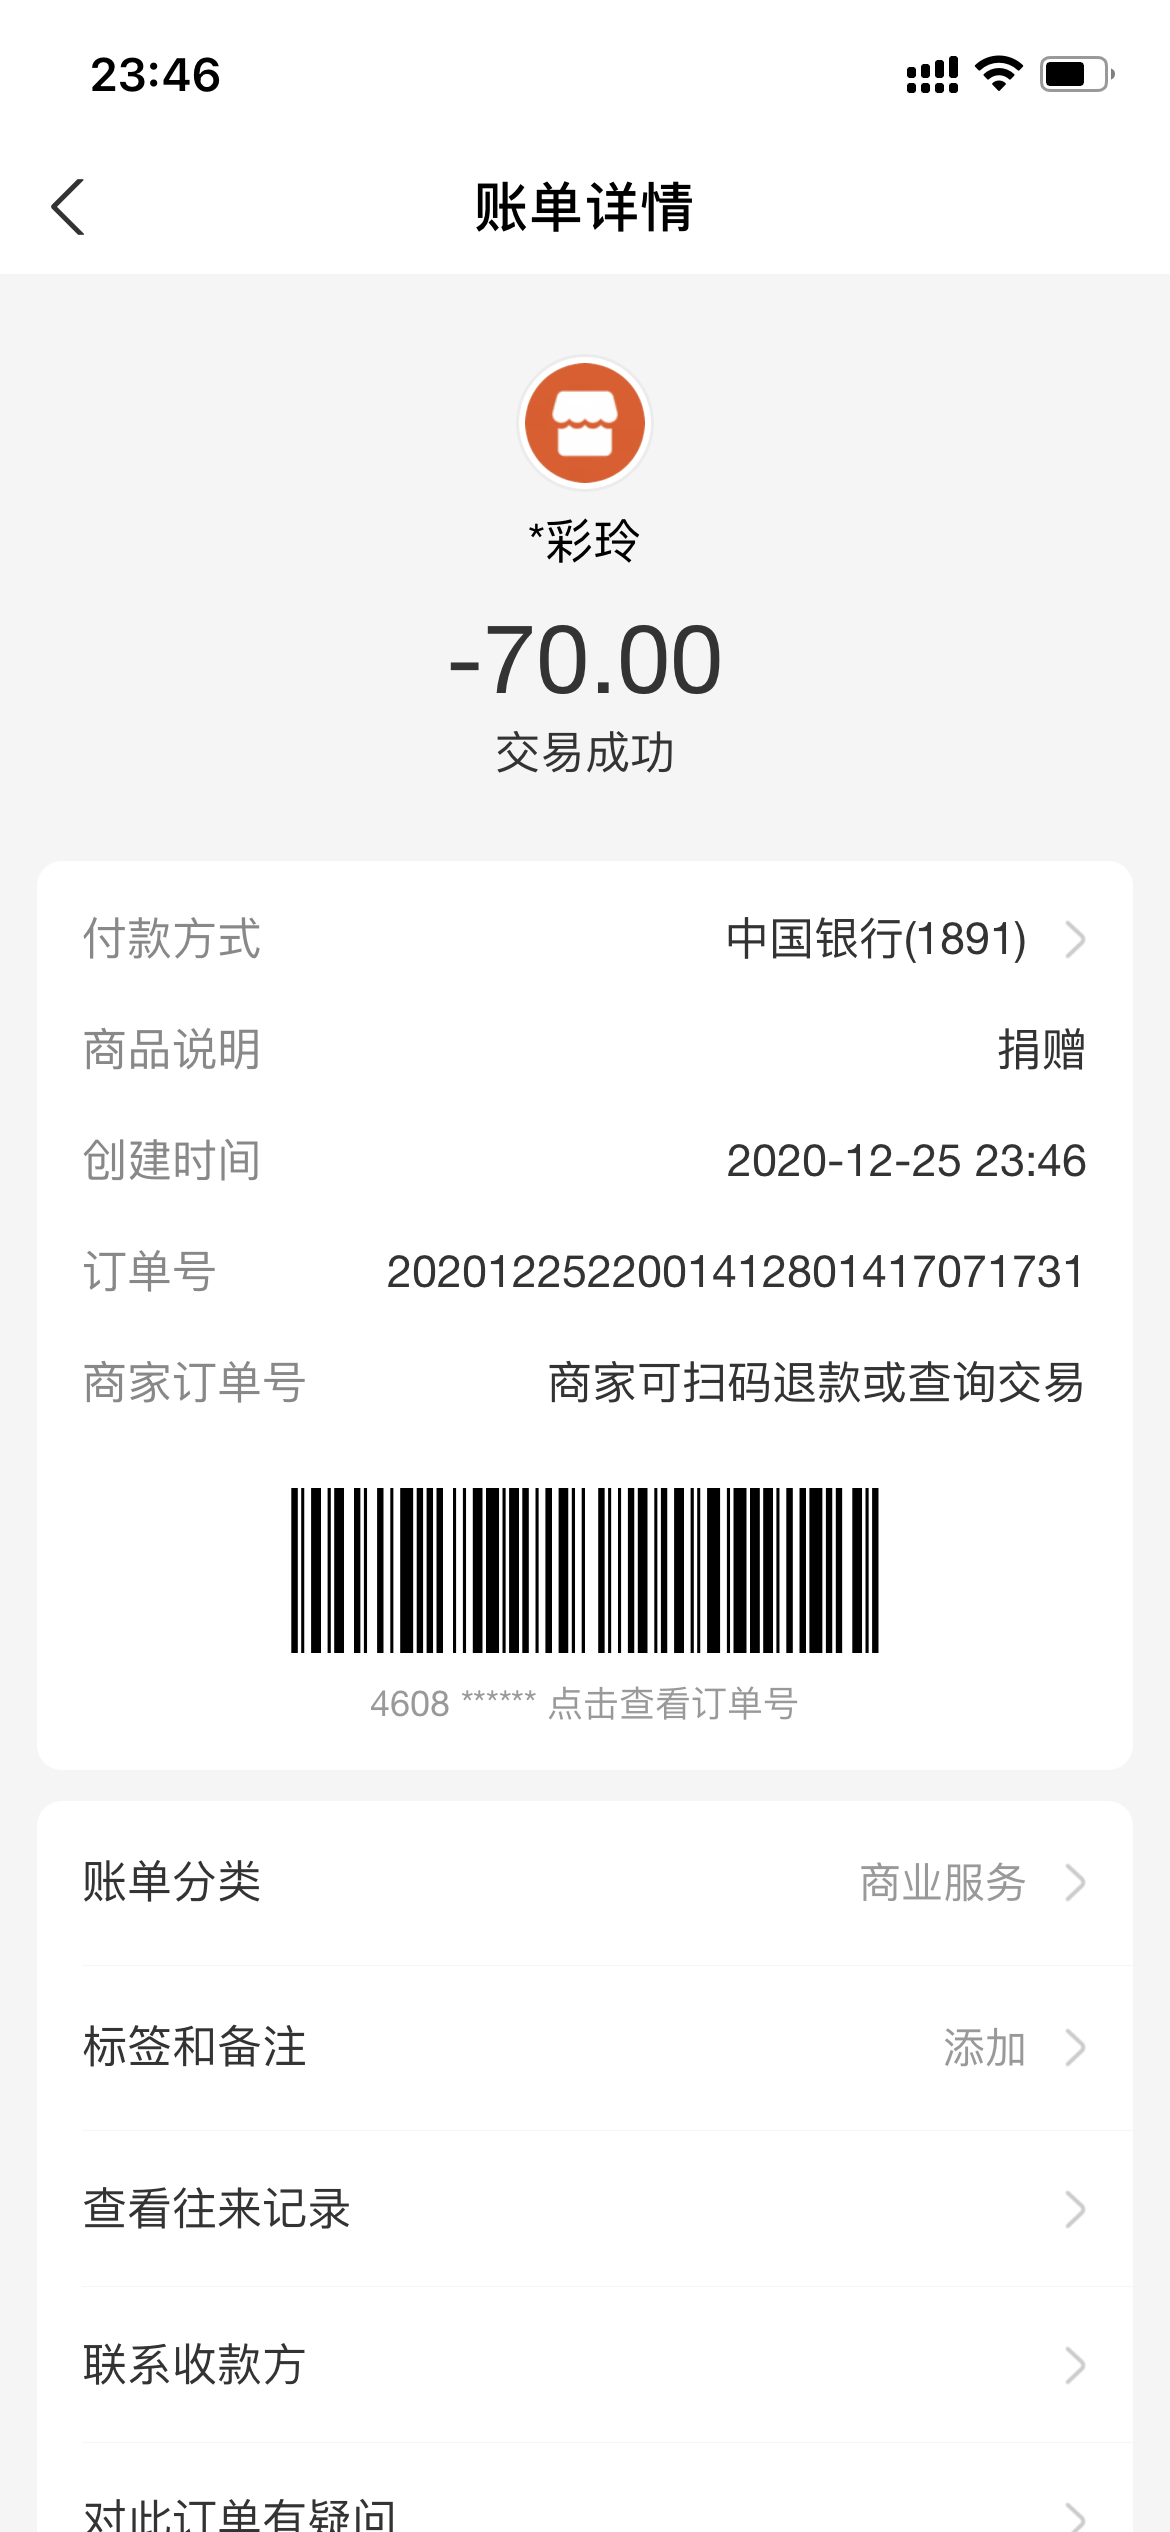 23:46
账单详情
*彩玲
-70.00
交易成功
付款方式 中国银行(1891)
商品说明 捐赠
创建时间 2020-12-25 23:46
订单号 2020122522001412801417071731
商家订单号 商家可扫码退款或查询交易
4608 ****** 点击查看订单号
账单分类 商业服务
标签和备注 添加
查看往来记录
联系收款方
对此订单有疑问